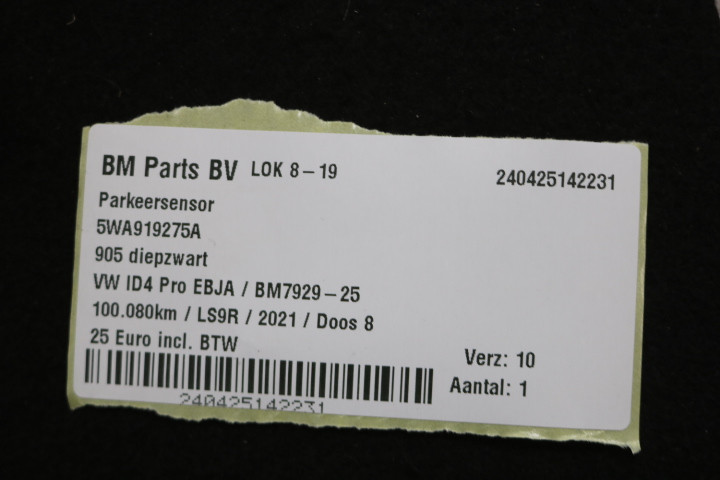 BM Parts BV LOK 8-19 240425142231
Parkeersensor
5WA919275A
905 diepzwart
VW ID4 Pro EBJA / BM7929-25
100.080km / LS9R / 2021 / Doos 8
25 Euro incl. BTW
Verz: 10
Aantal: 1
240425142231